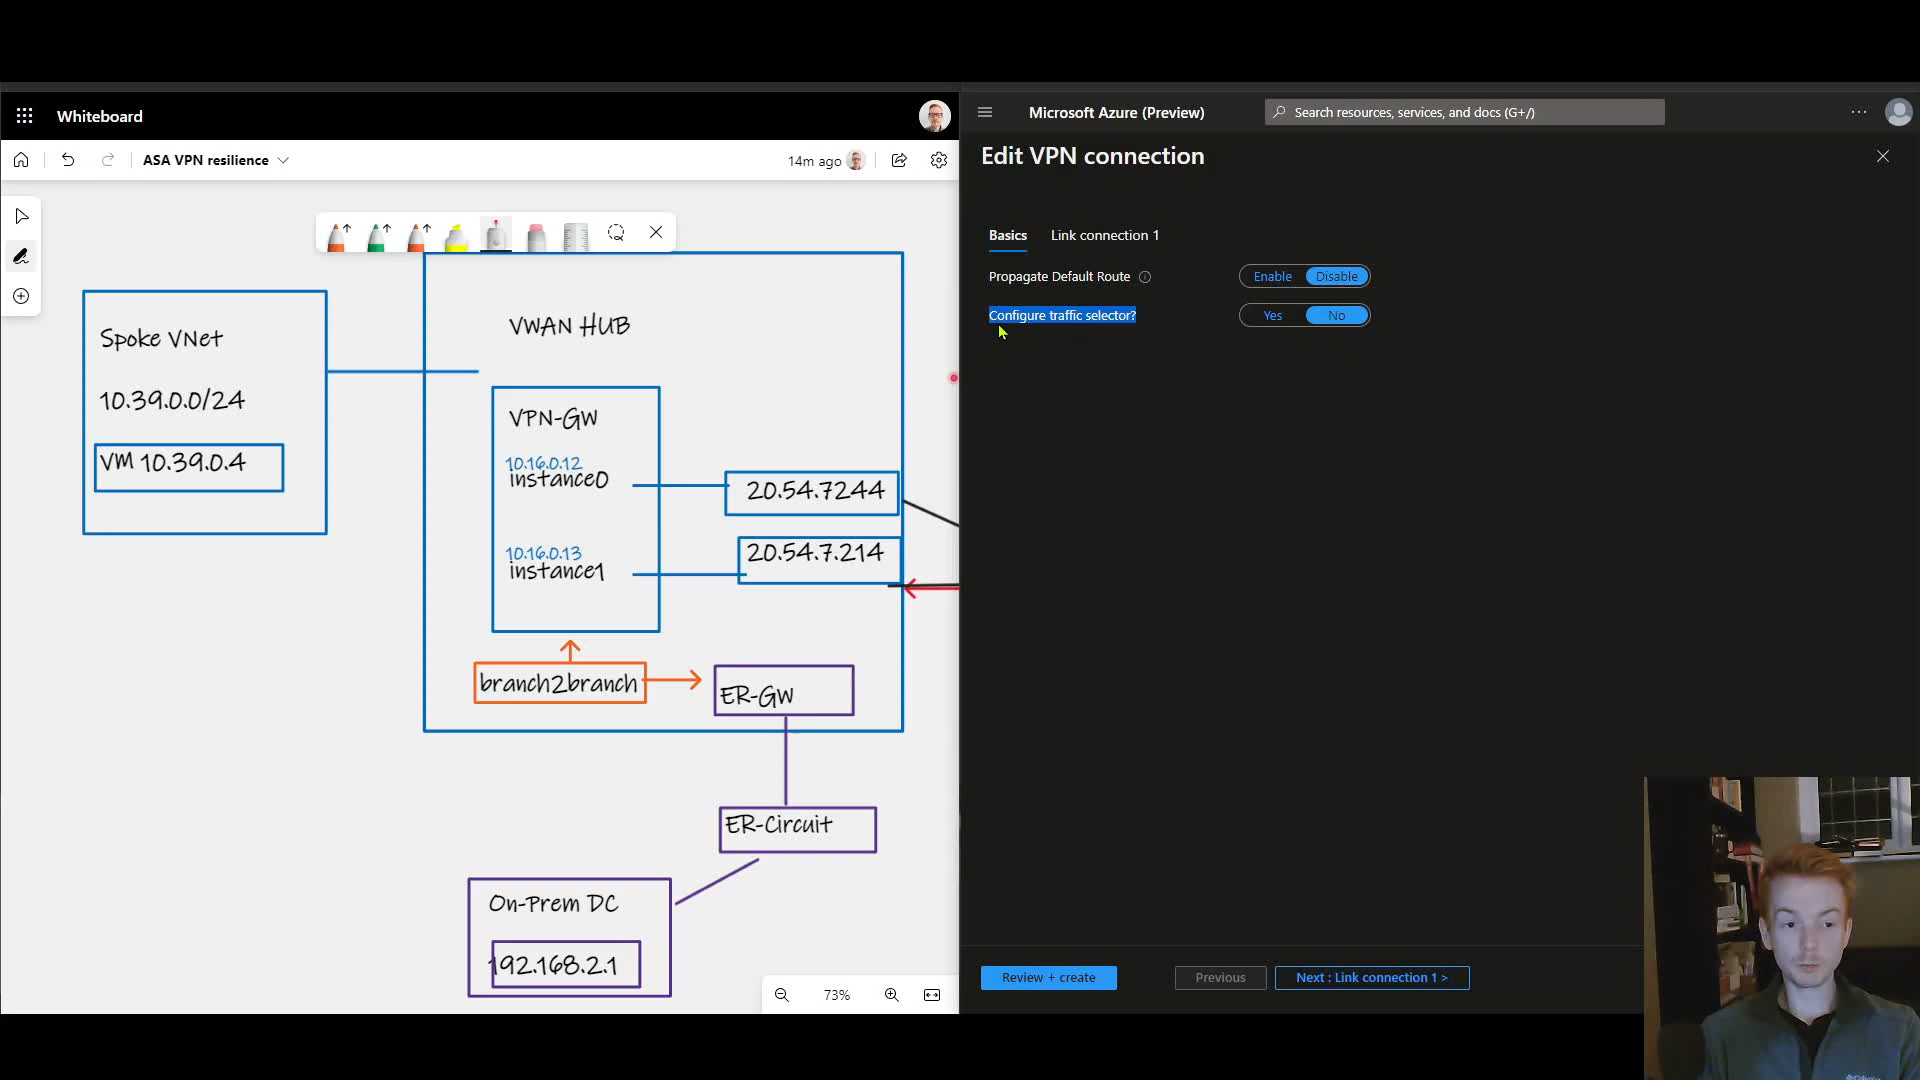 Whiteboard
ASA VPN resilience
14m ago
Spoke VNet
10.39.0.0/24
VM 10.39.0.4
VWAN HUB
VPN-GW
10.16.0.12
instance0
10.16.0.13
instance1
20.54.7244
20.54.7.214
branch2branch
ER-GW
ER-Circuit
On-Prem DC
192.168.2.1
73%
Microsoft Azure (Preview)
Search resources, services, and docs (G+/)
Edit VPN connection
Basics
Link connection 1
Propagate Default Route
Enable
Disable
Configure traffic selector?
Yes
No
Review + create
Previous
Next : Link connection 1 >